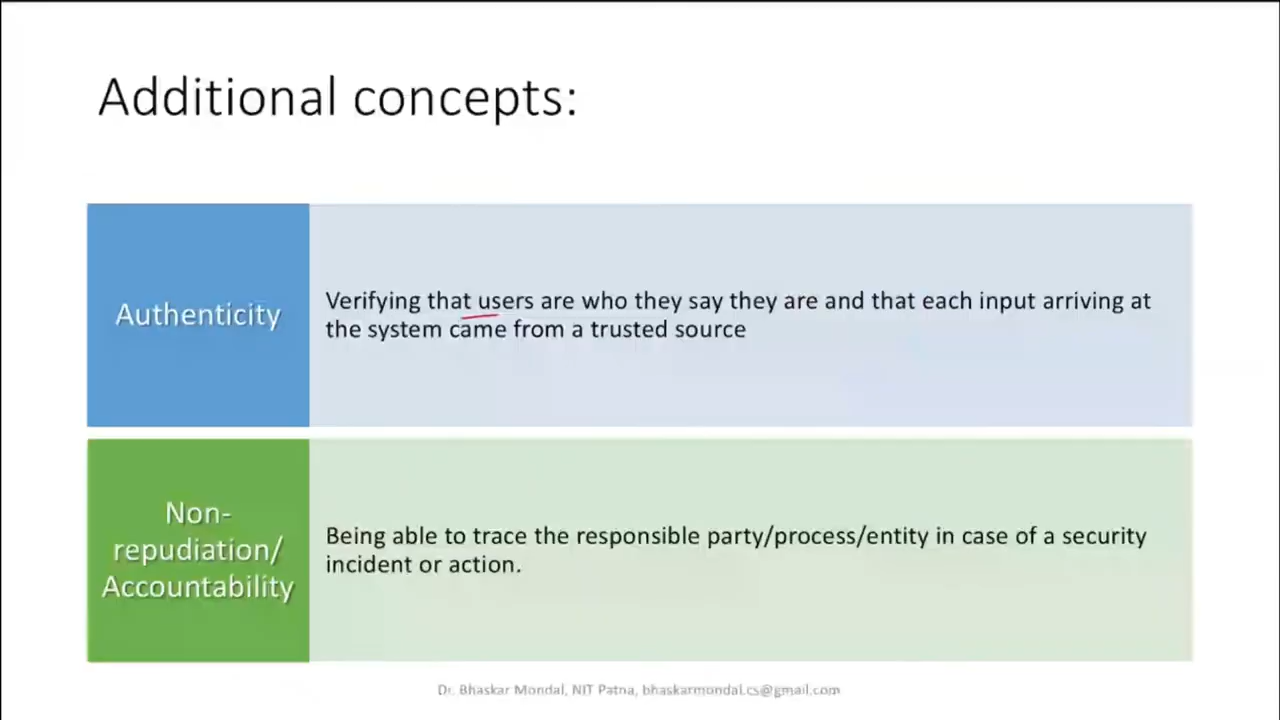 Additional concepts:
Authenticity
Verifying that users are who they say they are and that each input arriving at
the system came from a trusted source
Non-
repudiation/
Accountability
Being able to trace the responsible party/process/entity in case of a security
incident or action.
Dr. Bhaskar Mondal, NIT Patna, bhaskarmondal.cs@gmail.com